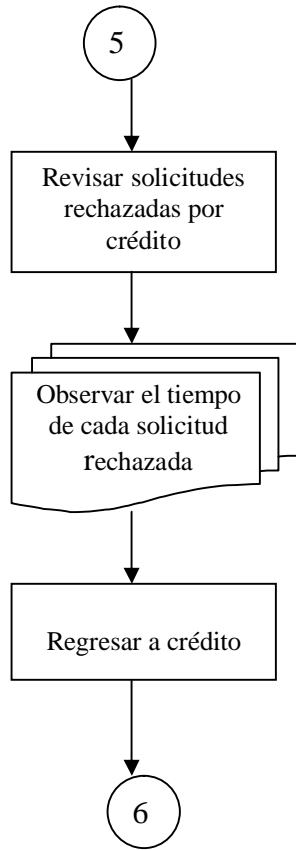 5
Revisar solicitudes
rechazadas por
crédito
Observar el tiempo
de cada solicitud
rechazada
Regresar a crédito
6